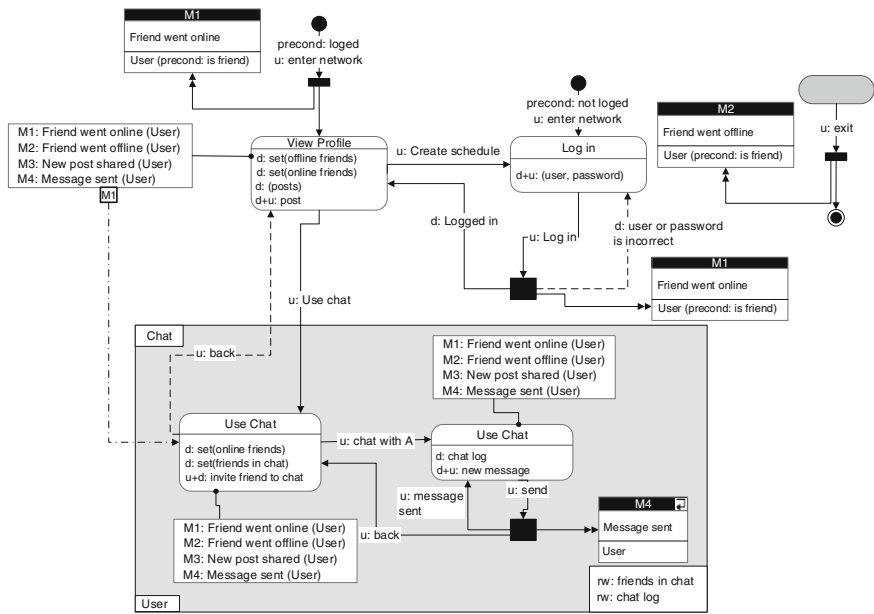 M1
Friend went online
User (precond: is friend)
precond: loged
u: enter network
precond: not loged
u: enter network
M2
Friend went offline
User (precond: is friend)
u: exit
M1: Friend went online (User)
M2: Friend went offline (User)
M3: New post shared (User)
M4: Message sent (User)
M1
View Profile
d: set(offline friends)
d: set(online friends)
d: (posts)
d+u: post
u: Create schedule
Log in
d+u: (user, password)
d: Logged in
u: Log in
d: user or password
is incorrect
M1
Friend went online
User (precond: is friend)
u: Use chat
Chat
u: back
M1: Friend went online (User)
M2: Friend went offline (User)
M3: New post shared (User)
M4: Message sent (User)
Use Chat
d: set(online friends)
d: set(friends in chat)
u+d: invite friend to chat
u: chat with A
Use Chat
d: chat log
d+u: new message
u: message
sent
u: send
M4
Message sent
User
u: back
M1: Friend went online (User)
M2: Friend went offline (User)
M3: New post shared (User)
M4: Message sent (User)
rw: friends in chat
rw: chat log
User